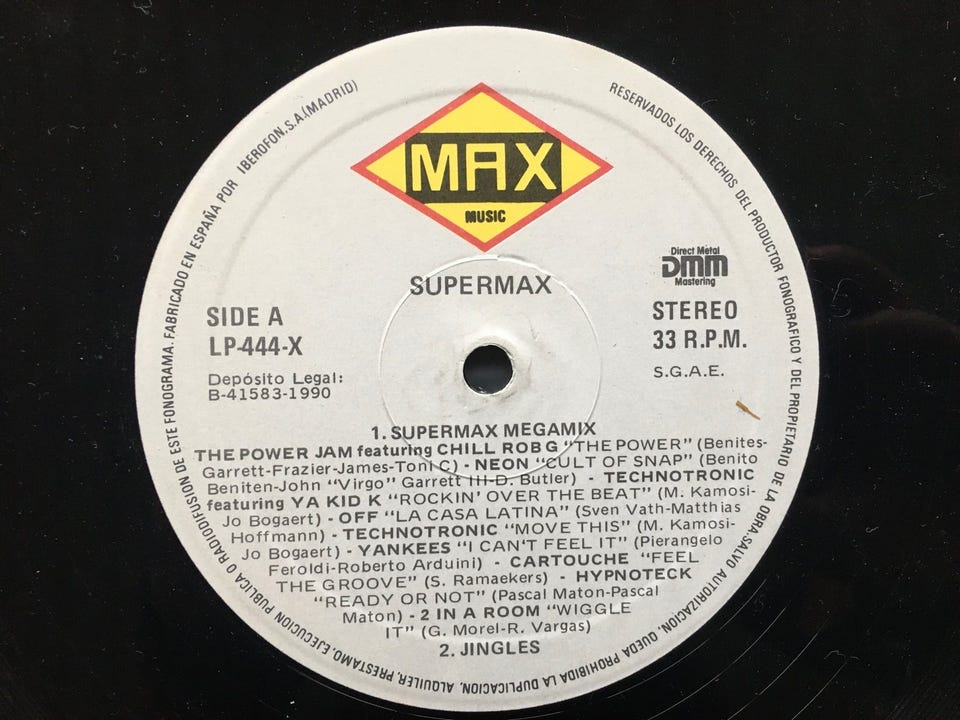 FABRICADO EN ESPAÑA POR IBEROFON, S.A. (MADRID)
RESERVADOS LOS DERECHOS DEL PRODUCTOR FONOGRAFICO Y DEL PROPIETARIO DE LA OBRA. SALVO AUTORIZACION, QUEDA PROHIBIDA LA DUPLICACION, ALQUILER, PRESTAMO, EJECUCION PUBLICA O RADIODIFUSION DE ESTE FONOGRAMA.
MAX
MUSIC
SUPERMAX
Direct Metal
DMM
Mastering
SIDE A
LP-444-X
STEREO
33 R.P.M.
Depósito Legal:
B-41583-1990
S.G.A.E.
1. SUPERMAX MEGAMIX
THE POWER JAM featuring CHILL ROB G "THE POWER" (Benites-
Garrett-Frazier-James-Toni C) - NEON "CULT OF SNAP" (Benito
Beniten-John "Virgo" Garrett III-D. Butler) - TECHNOTRONIC
featuring YA KID K "ROCKIN' OVER THE BEAT" (M. Kamosi-
Jo Bogaert) - OFF "LA CASA LATINA" (Sven Vath-Matthias
Hoffmann) - TECHNOTRONIC "MOVE THIS" (M. Kamosi-
Jo Bogaert) - YANKEES "I CAN'T FEEL IT" (Pierangelo
Feroldi-Roberto Arduini) - CARTOUCHE "FEEL
THE GROOVE" (S. Ramaekers) - HYPNOTECK
"READY OR NOT" (Pascal Maton-Pascal
Maton) - 2 IN A ROOM "WIGGLE
IT" (G. Morel-R. Vargas)
2. JINGLES